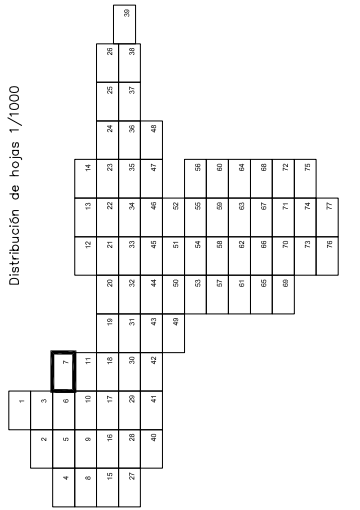 Distribución de hojas 1/1000
1
2 3
4 5 6 7
8 9 10 11 12 13 14
15 16 17 18 19 20 21 22 23 24 25 26
27 28 29 30 31 32 33 34 35 36 37 38 39
40 41 42 43 44 45 46 47 48
49 50 51 52
53 54 55 56
57 58 59 60
61 62 63 64
65 66 67 68
69 70 71 72
73 74 75
76 77